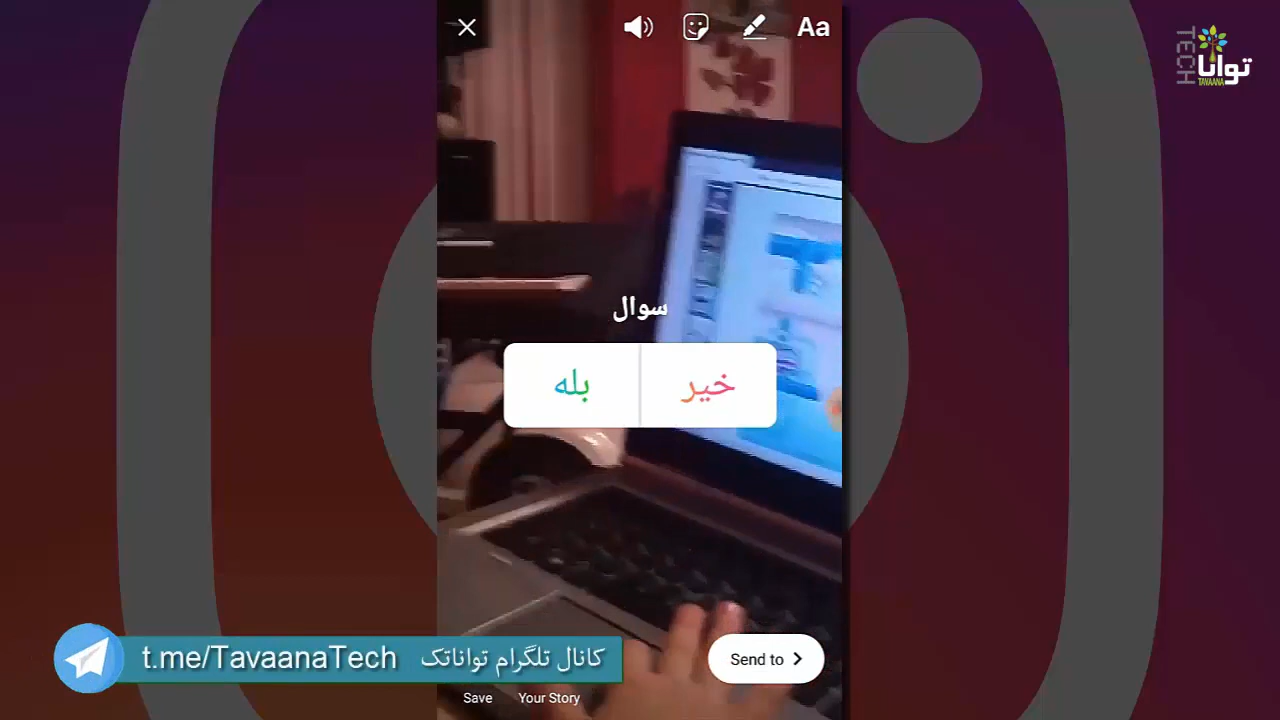 Aa
TECH
توانا
TAVAANA
سوال
بله
خیر
t.me/TavaanaTech کانال تلگرام تواناتک
Send to
Save
Your Story